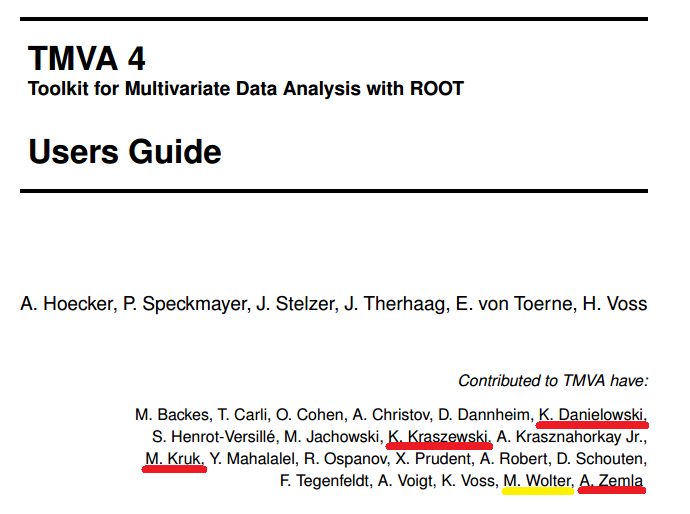 TMVA 4
Toolkit for Multivariate Data Analysis with ROOT
Users Guide
A. Hoecker, P. Speckmayer, J. Stelzer, J. Therhaag, E. von Toerne, H. Voss
Contributed to TMVA have:
M. Backes, T. Carli, O. Cohen, A. Christov, D. Dannheim, K. Danielowski,
S. Henrot-Versillé, M. Jachowski, K. Kraszewski, A. Krasznahorkay Jr.,
M. Kruk, Y. Mahalalel, R. Ospanov, X. Prudent, A. Robert, D. Schouten,
F. Tegenfeldt, A. Voigt, K. Voss, M. Wolter, A. Zemla